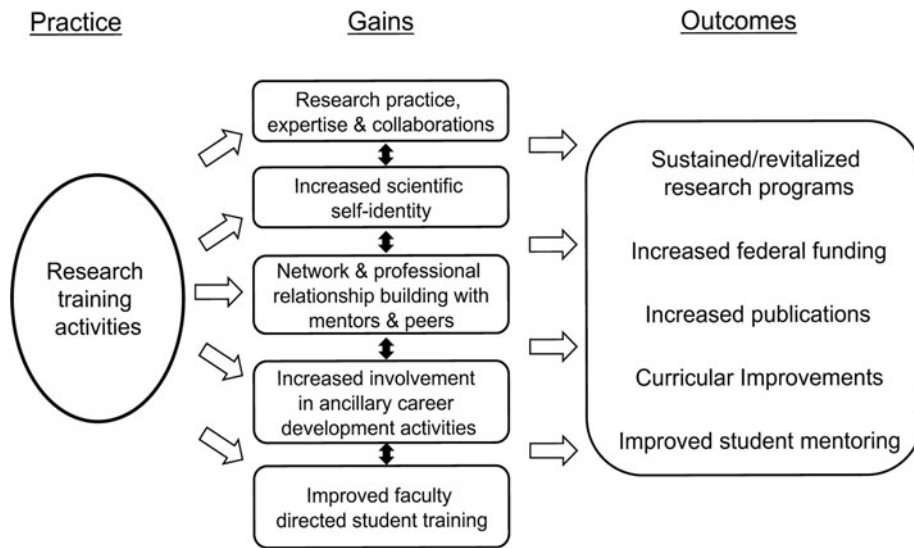 Practice
Gains
Outcomes
Research
training
activities
Research practice,
expertise & collaborations
Increased scientific
self-identity
Network & professional
relationship building with
mentors & peers
Increased involvement
in ancillary career
development activities
Improved faculty
directed student training
Sustained/revitalized
research programs
Increased federal funding
Increased publications
Curricular Improvements
Improved student mentoring